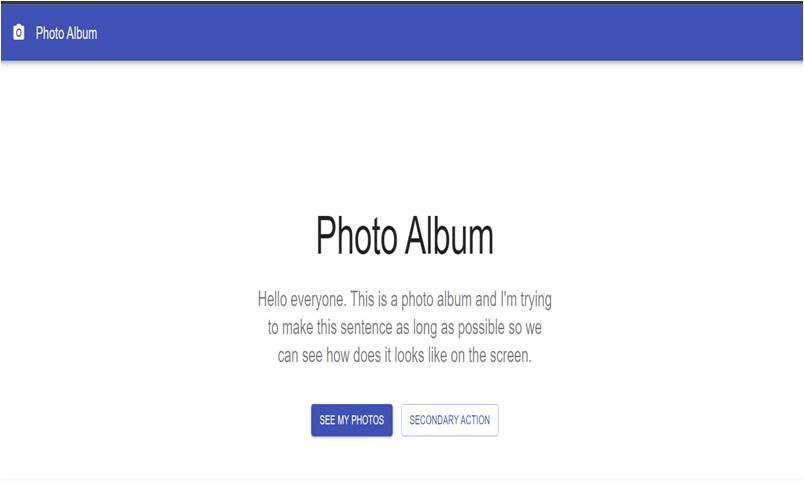 Photo Album
Photo Album
Hello everyone. This is a photo album and I'm trying
to make this sentence as long as possible so we
can see how does it looks like on the screen.
SEE MY PHOTOS
SECONDARY ACTION